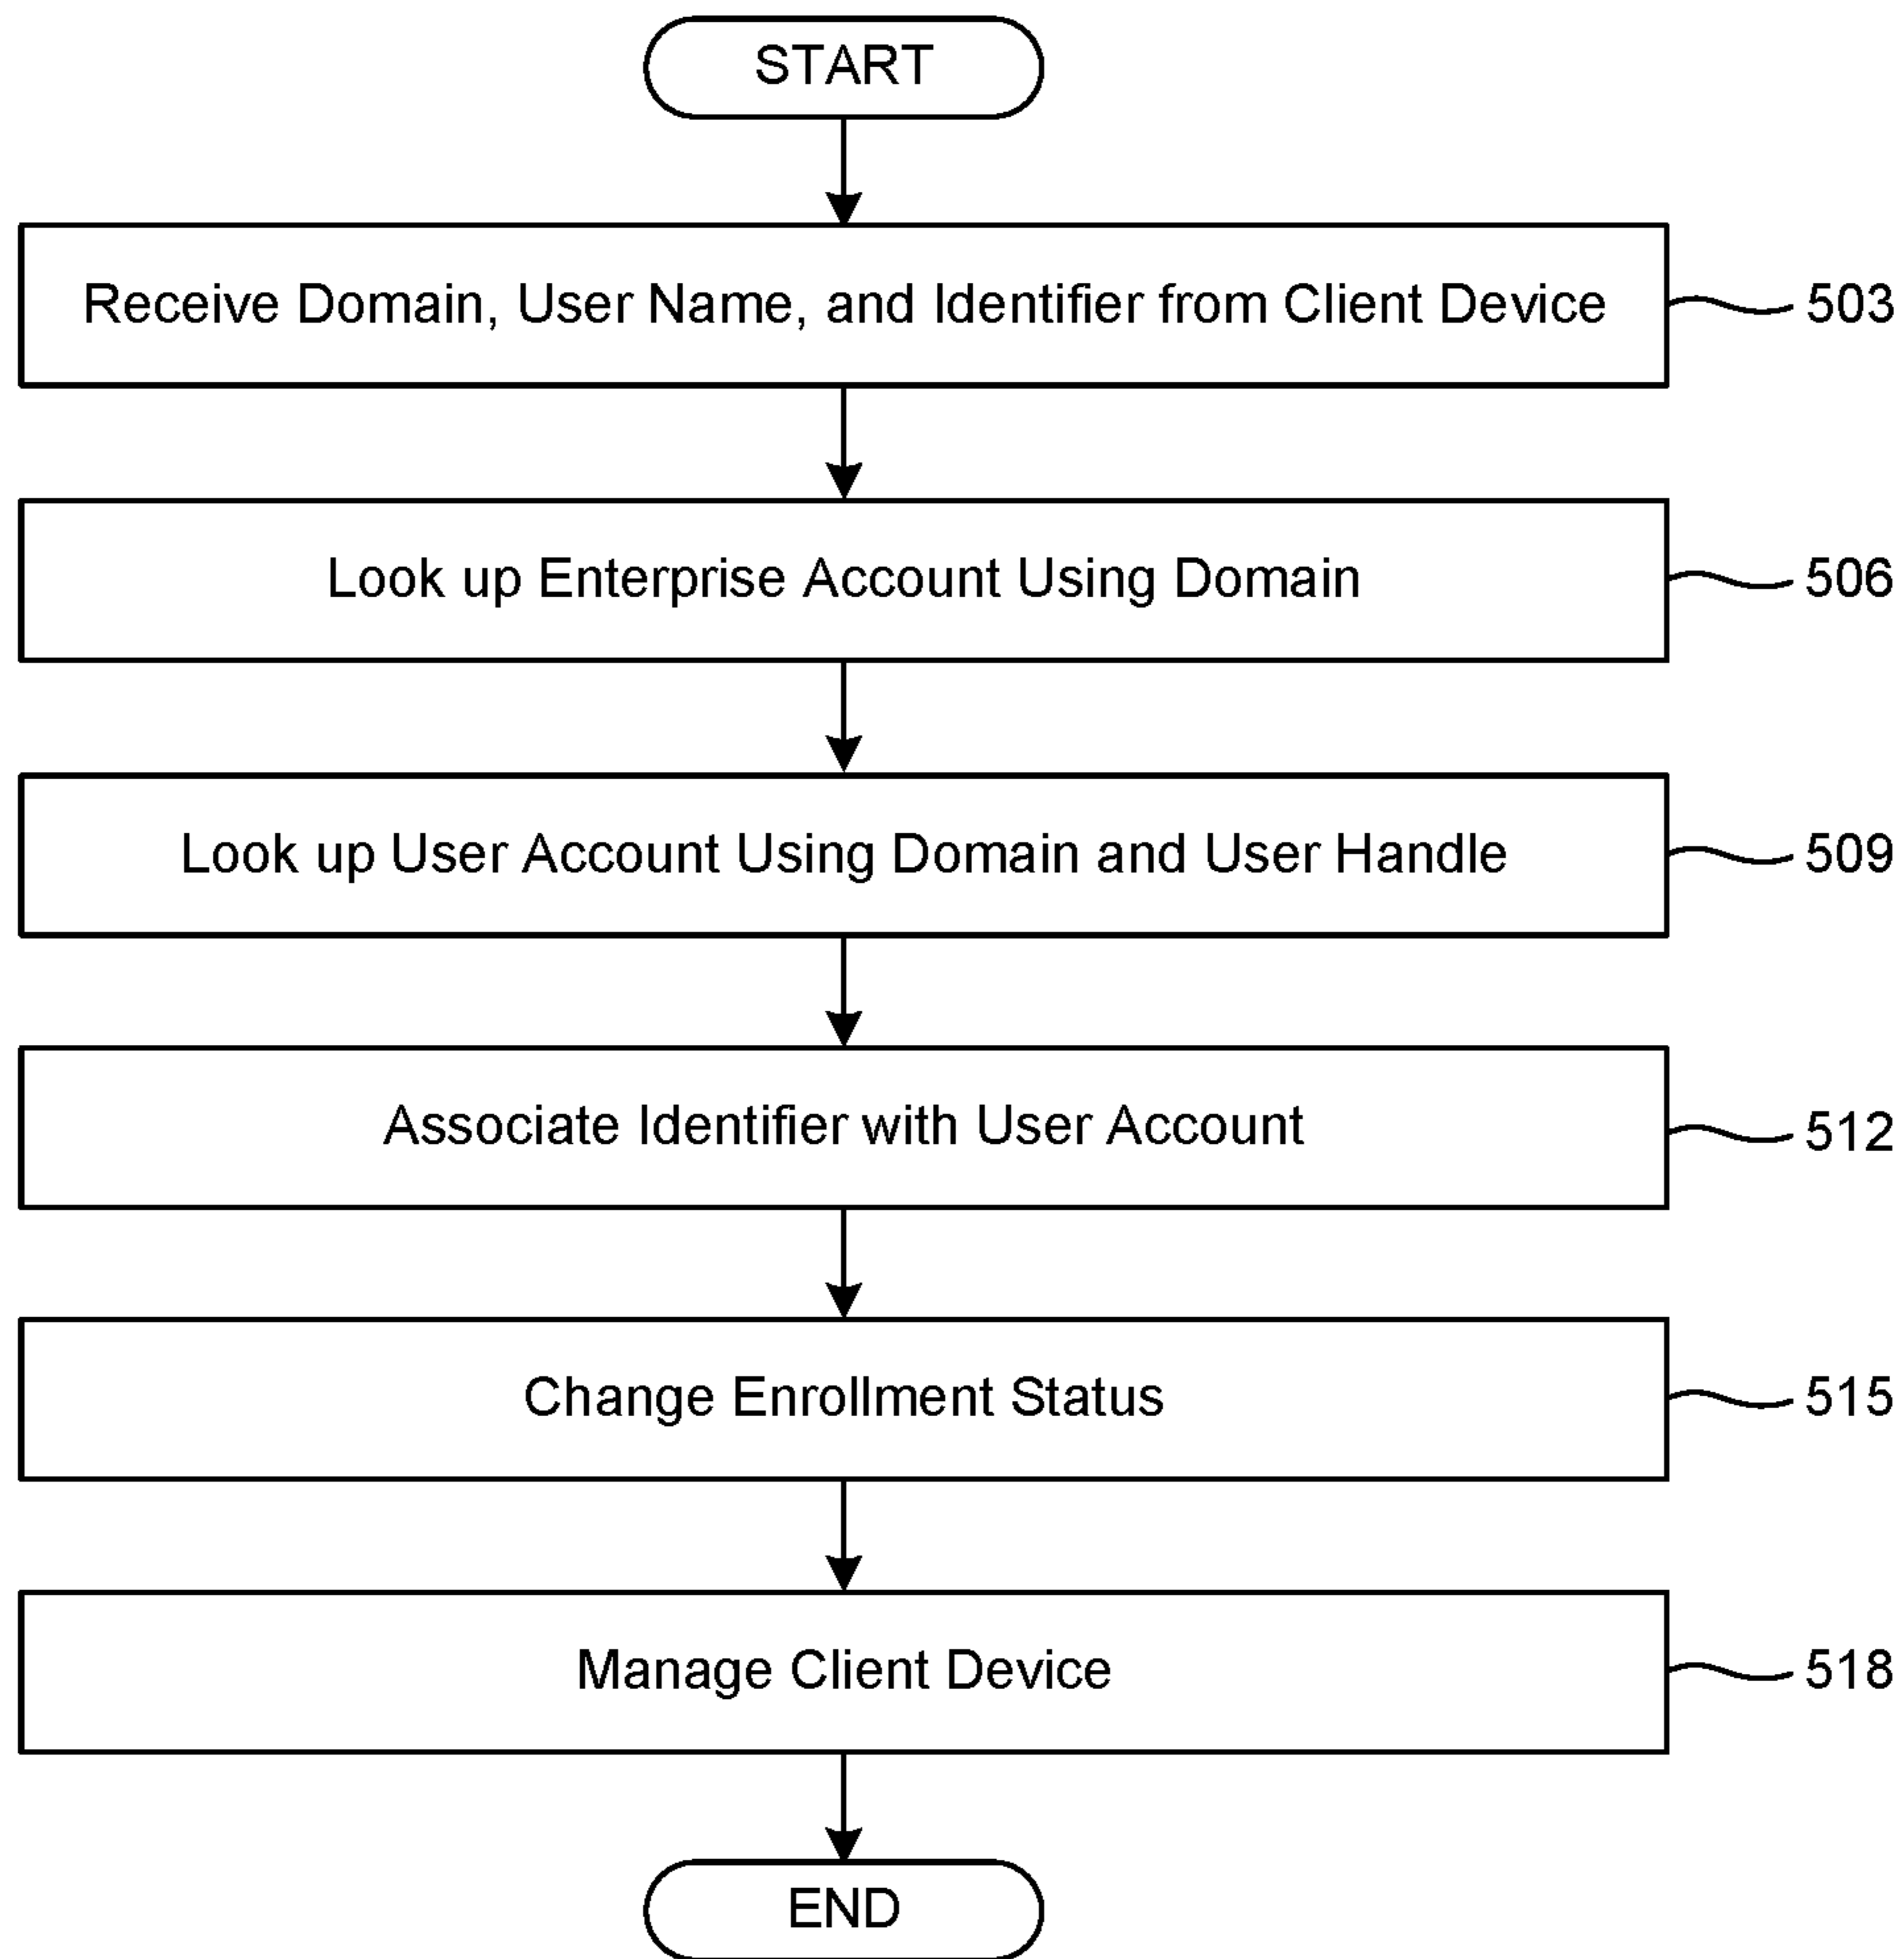 START
Receive Domain, User Name, and Identifier from Client Device
503
Look up Enterprise Account Using Domain
506
Look up User Account Using Domain and User Handle
509
Associate Identifier with User Account
512
Change Enrollment Status
515
Manage Client Device
518
END